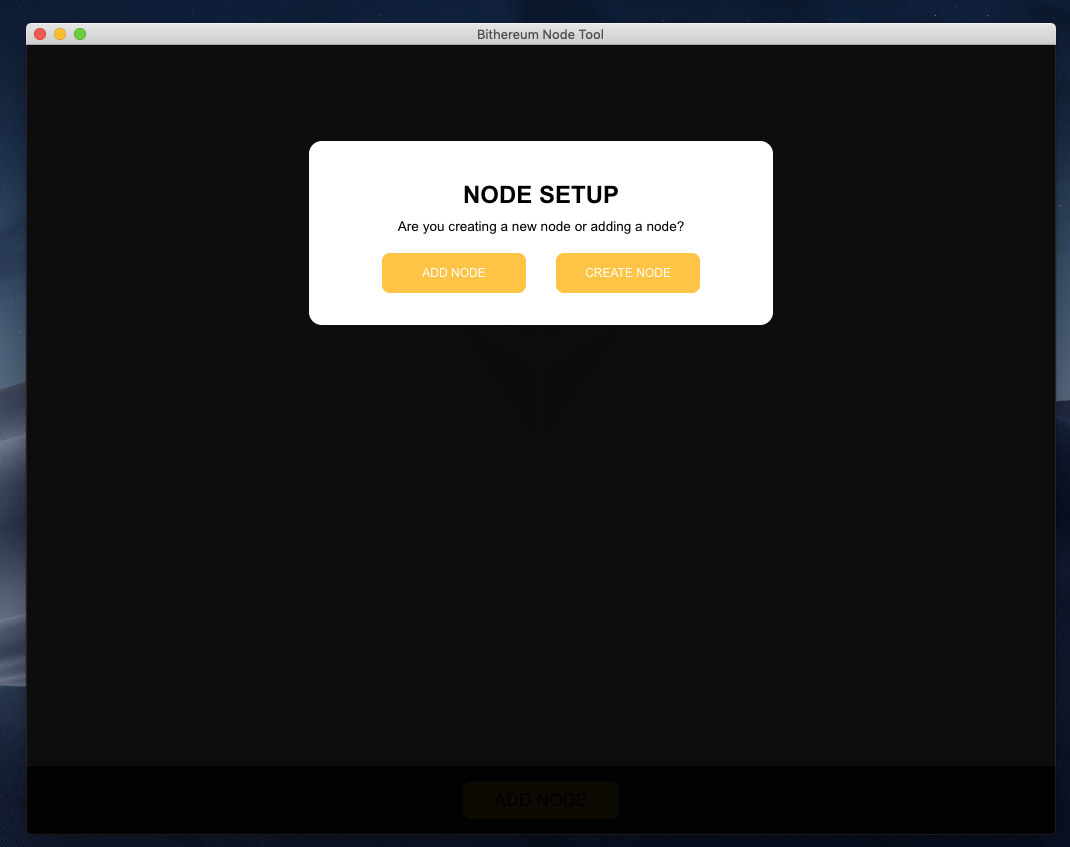 Bithereum Node Tool
NODE SETUP
Are you creating a new node or adding a node?
ADD NODE
CREATE NODE
ADD NODE